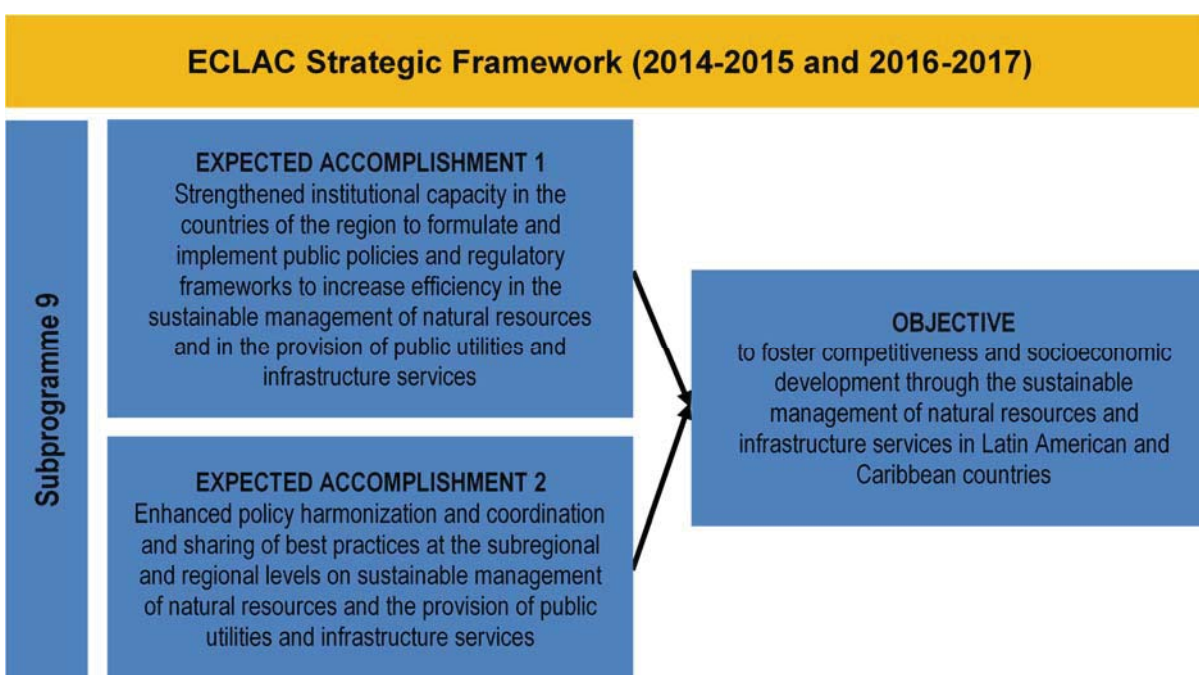 ECLAC Strategic Framework (2014-2015 and 2016-2017)
Subprogramme 9
EXPECTED ACCOMPLISHMENT 1
Strengthened institutional capacity in the
countries of the region to formulate and
implement public policies and regulatory
frameworks to increase efficiency in the
sustainable management of natural resources
and in the provision of public utilities and
infrastructure services
EXPECTED ACCOMPLISHMENT 2
Enhanced policy harmonization and coordination
and sharing of best practices at the subregional
and regional levels on sustainable management
of natural resources and the provision of public
utilities and infrastructure services
OBJECTIVE
to foster competitiveness and socioeconomic
development through the sustainable
management of natural resources and
infrastructure services in Latin American and
Caribbean countries